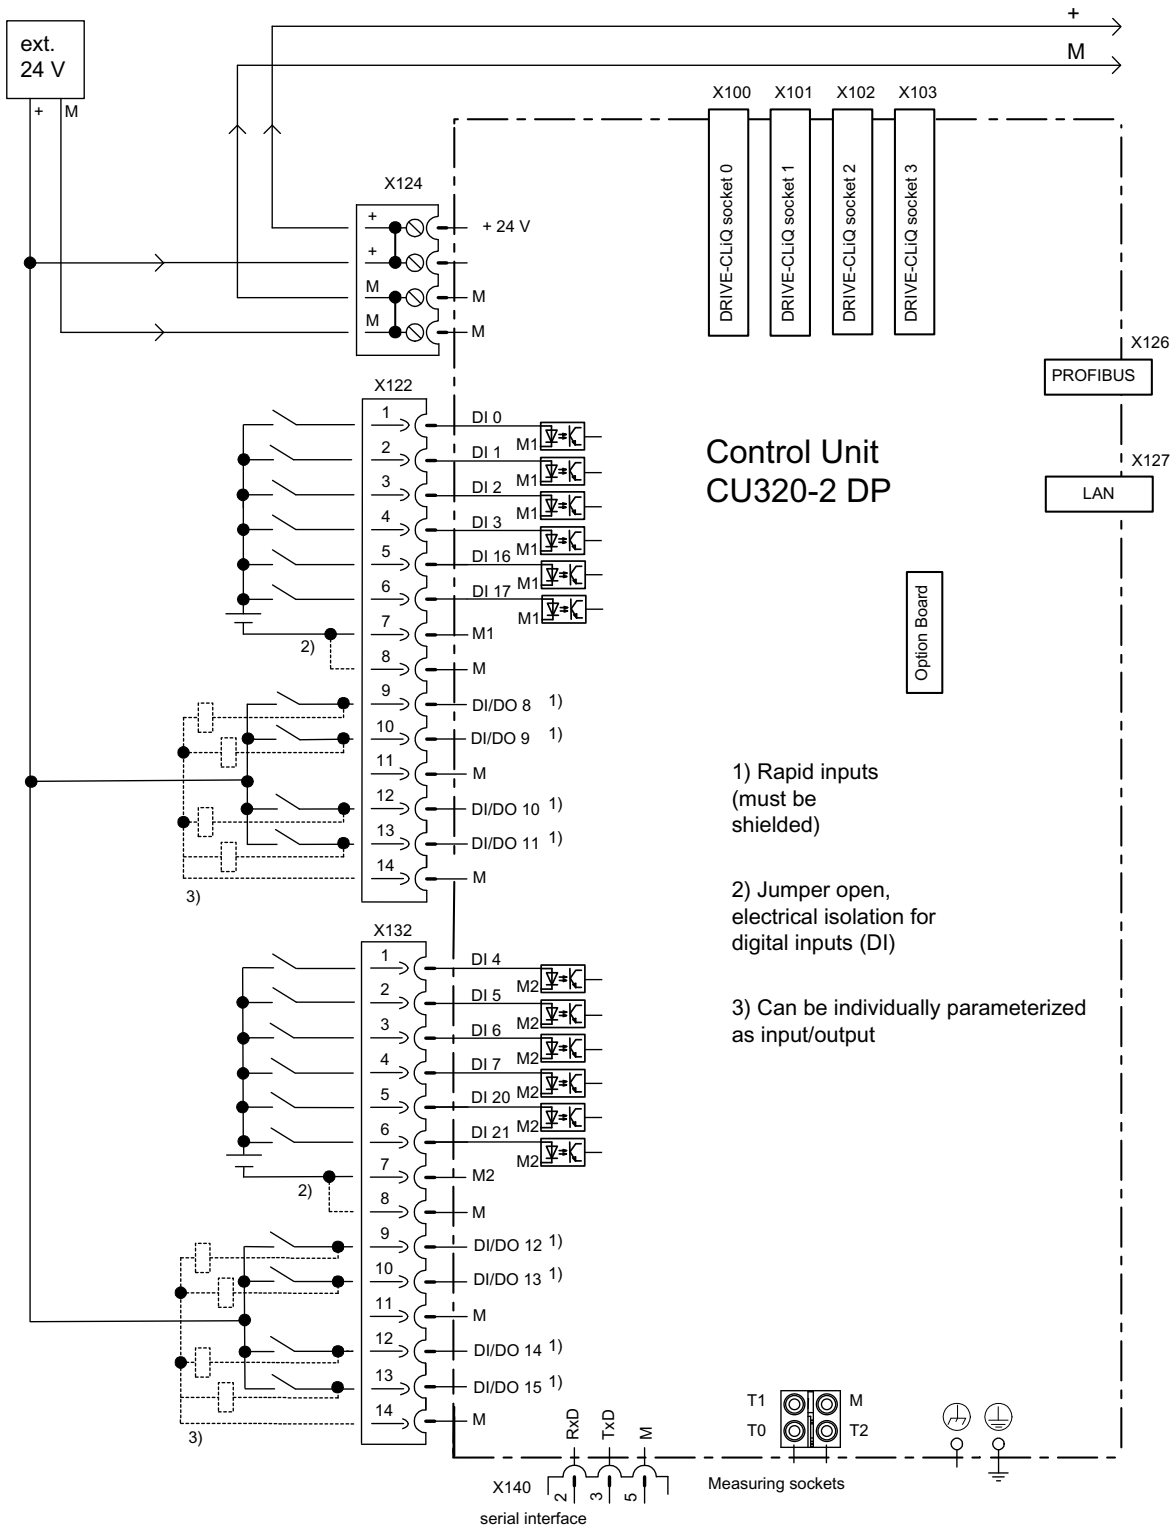 +
ext.
24 V
M
+ M
X100 X101 X102 X103
X124
DRIVE-CLiQ socket 0
DRIVE-CLiQ socket 1
DRIVE-CLiQ socket 2
DRIVE-CLiQ socket 3
+ + 24 V
+
M M
M M
X126
PROFIBUS
X122
1 DI 0
M1
2 DI 1
M1
3 DI 2
M1
4 DI 3
M1
5 DI 16
M1
6 DI 17
M1
2) 7 M1
8 M
9 DI/DO 8 1)
10 DI/DO 9 1)
11 M
12 DI/DO 10 1)
13 DI/DO 11 1)
14 M
3)
Control Unit
CU320-2 DP
X127
LAN
Option Board
1) Rapid inputs
(must be
shielded)
2) Jumper open,
electrical isolation for
digital inputs (DI)
3) Can be individually parameterized
as input/output
X132
1 DI 4
M2
2 DI 5
M2
3 DI 6
M2
4 DI 7
M2
5 DI 20
M2
6 DI 21
M2
2) 7 M2
8 M
9 DI/DO 12 1)
10 DI/DO 13 1)
11 M
12 DI/DO 14 1)
13 DI/DO 15 1)
14 M
3)
T1 M
T0 T2
Measuring sockets
RxD
TxD
M
X140
2
3
5
serial interface